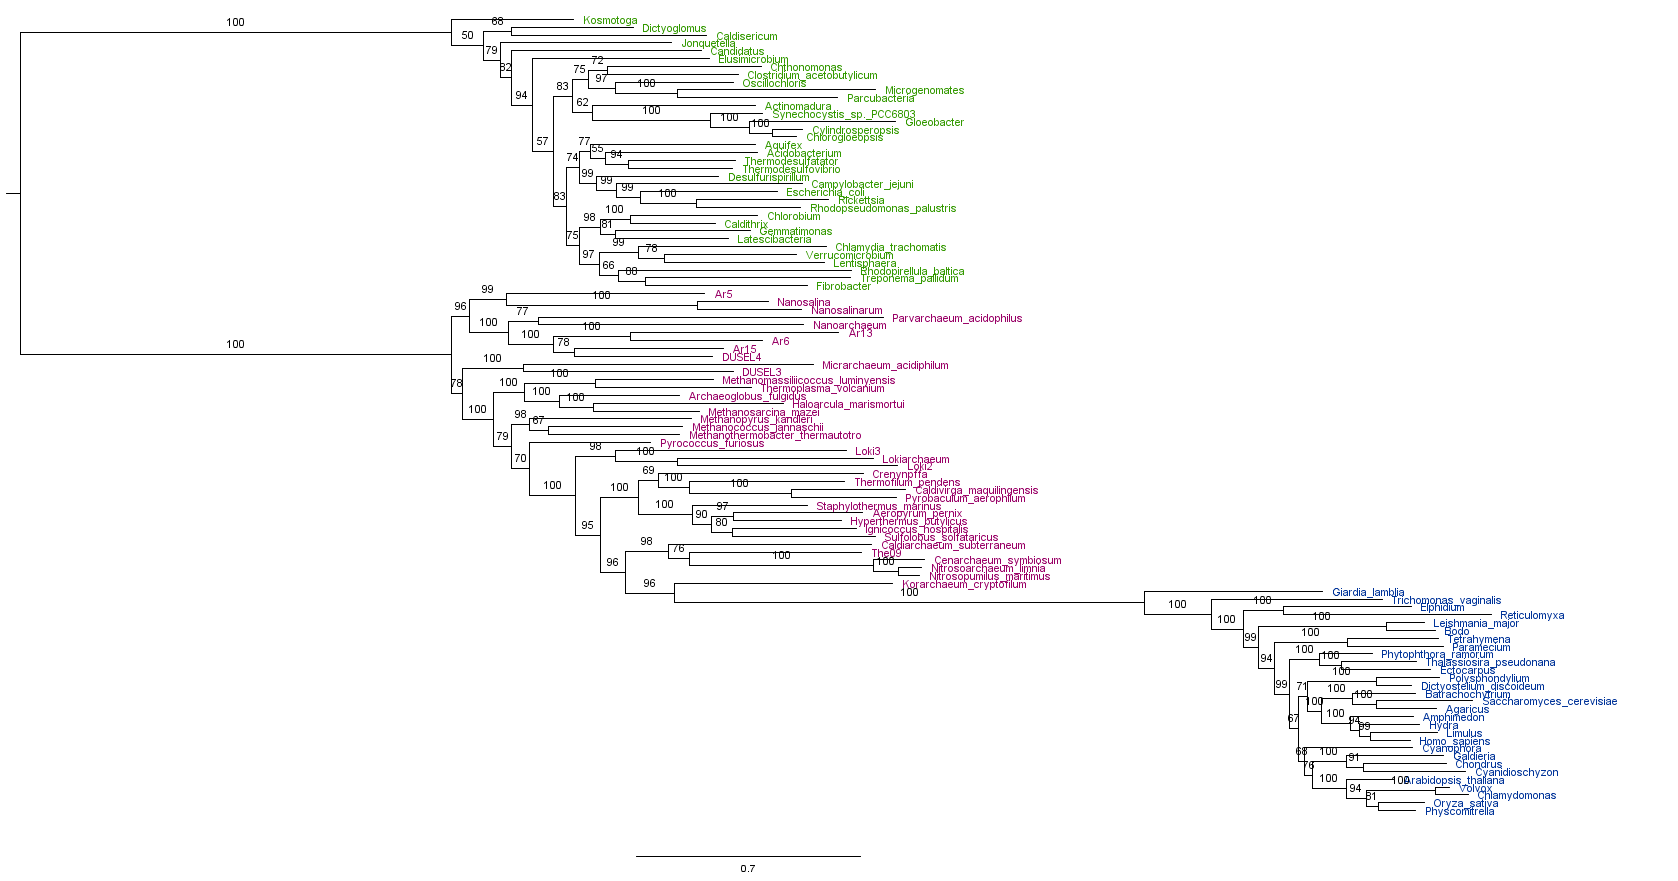 100
68
Kosmotoga
50
Dictyoglomus
Caldisericum
79
Jonquetella
82
Candidatus
Elusimicrobium
94
72
75
Chthonomonas
97
Clostridium_acetobutylicum
83
Oscillochloris
100
Microgenomates
Parcubacteria
62
Actinomadura
100
Synechocystis_sp._PCC6803
100
Gloeobacter
100
Cylindrosperopsis
Chlorogloeopsis
57
77
Aquifex
55
Acidobacterium
74
94
Thermodesulfatator
Thermodesulfovibrio
99
Desulfurispirillum
99
Campylobacter_jejuni
99
Escherichia_coli
100
Rickettsia
83
Rhodopseudomonas_palustris
100
98
Chlorobium
81
Caldithrix
75
Gemmatimonas
Latescibacteria
99
78
Chlamydia_trachomatis
97
Verrucomicrobium
Lentisphaera
66
88
Rhodopirellula_baltica
Treponema_pallidum
Fibrobacter
99
100
Ar5
96
Nanosalina
77
Nanosalinarum
Parvarchaeum_acidophilus
100
100
Nanoarchaeum
100
Ar13
78
Ar6
Ar15
DUSEL4
100
100
Micrarchaeum_acidiphilum
100
DUSEL3
78
100
Methanomassiliicoccus_luminyensis
100
Thermoplasma_volcanium
100
Archaeoglobus_fulgidus
Haloarcula_marismortui
100
98
Methanosarcina_mazei
67
Methanopyrus_kandleri
Methanococcus_jannaschii
79
Methanothermobacter_thermautotro
Pyrococcus_furiosus
70
98
100
Loki3
Lokiarchaeum
Loki2
100
69
100
Crenynpffa
100
100
Thermofilum_pendens
Caldivirga_maquilingensis
Pyrobaculum_aerophilum
100
97
Staphylothermus_marinus
90
Aeropyrum_pernix
80
Hyperthermus_butylicus
95
Ignicoccus_hospitalis
Sulfolobus_solfataricus
98
Caldiarchaeum_subterraneum
76
100
The09
96
100
Cenarchaeum_symbiosum
Nitrosoarchaeum_limnia
Nitrosopumilus_maritimus
96
Korarchaeum_cryptofilum
100
Giardia_lamblia
100
100
Trichomonas_vaginalis
Elphidium
100
100
Reticulomyxa
Leishmania_major
99
100
Bodo
Tetrahymena
94
100
Paramecium
100
Phytophthora_ramorum
Thalassiosira_pseudonana
99
100
Ectocarpus
71
Polysphondylium
100
Dictyostelium_discoideum
100
100
Batrachochytrium
Saccharomyces_cerevisiae
67
100
Agaricus
94
Amphimedon
99
Hydra
Limulus
Homo_sapiens
68
100
Cyanophora
76
91
Galdieria
Chondrus
Cyanidioschyzon
100
100
Arabidopsis_thaliana
94
Volvox
81
Chlamydomonas
Oryza_sativa
Physcomitrella
0.7